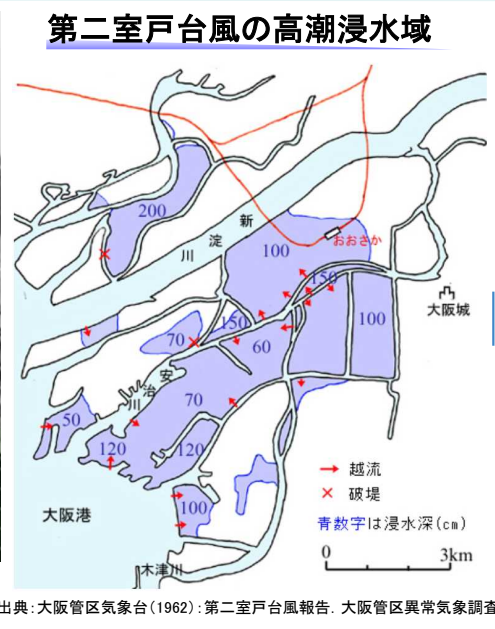 第二室戸台風の高潮浸水域
200
新
淀
川
100
おおさか
150
大阪城
100
150
70
60
安
治
川
70
50
120
120
100
大阪港
木津川
越流
破堤
青数字は浸水深(cm)
0
3km
出典:大阪管区気象台(1962):第二室戸台風報告. 大阪管区異常気象調査